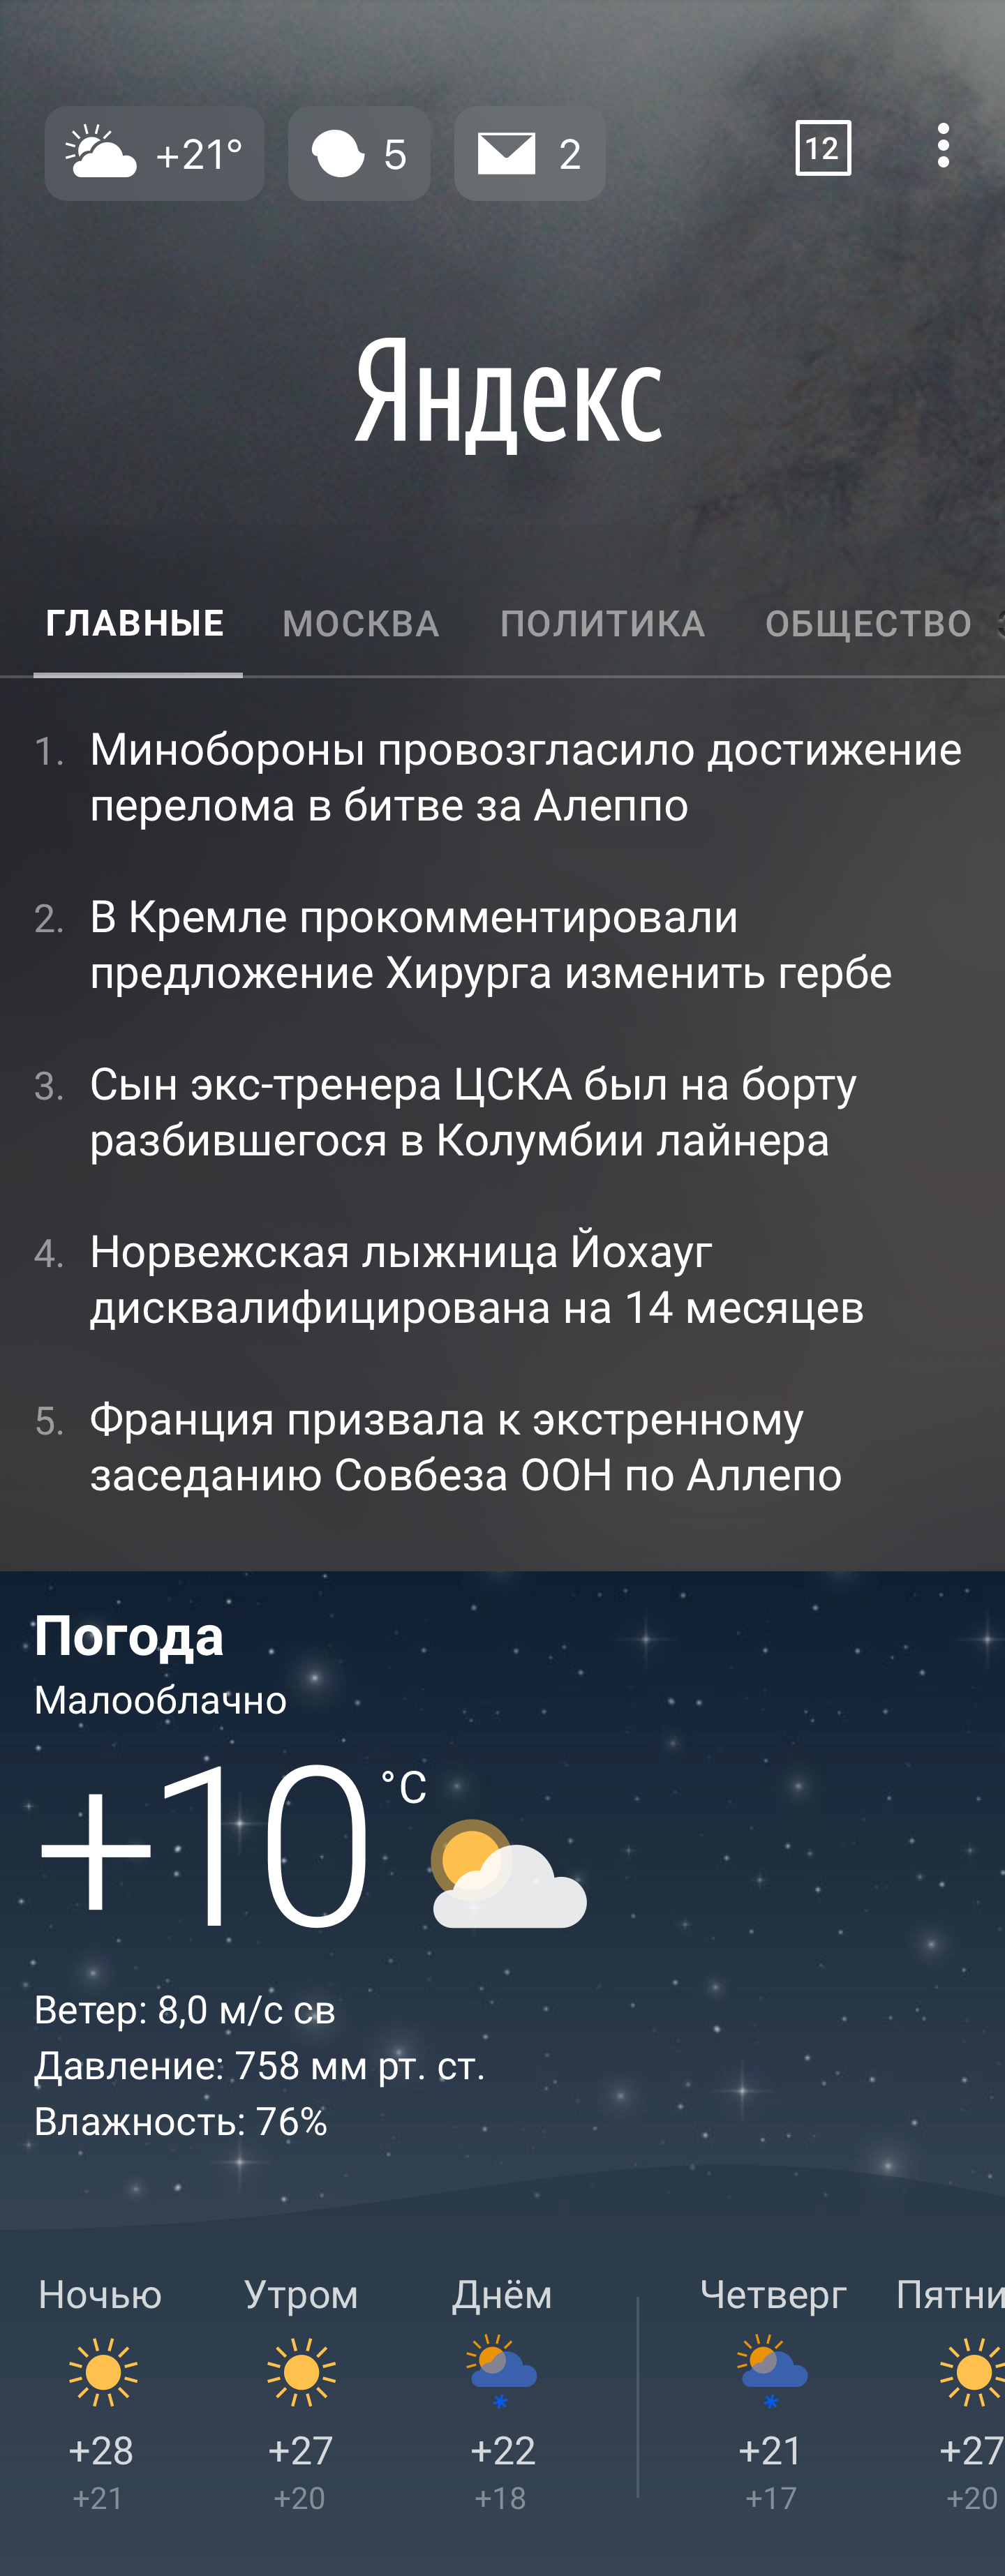 +21° 5 2 12
Яндекс
ГЛАВНЫЕ МОСКВА ПОЛИТИКА ОБЩЕСТВО
1. Минобороны провозгласило достижение
перелома в битве за Алеппо
2. В Кремле прокомментировали
предложение Хирурга изменить гербе
3. Сын экс-тренера ЦСКА был на борту
разбившегося в Колумбии лайнера
4. Норвежская лыжница Йохауг
дисквалифицирована на 14 месяцев
5. Франция призвала к экстренному
заседанию Совбеза ООН по Аллепо
Погода
Малооблачно
+10 °C
Ветер: 8,0 м/с св
Давление: 758 мм рт. ст.
Влажность: 76%
Ночью Утром Днём Четверг Пятни
+28 +27 +22 +21 +27
+21 +20 +18 +17 +20